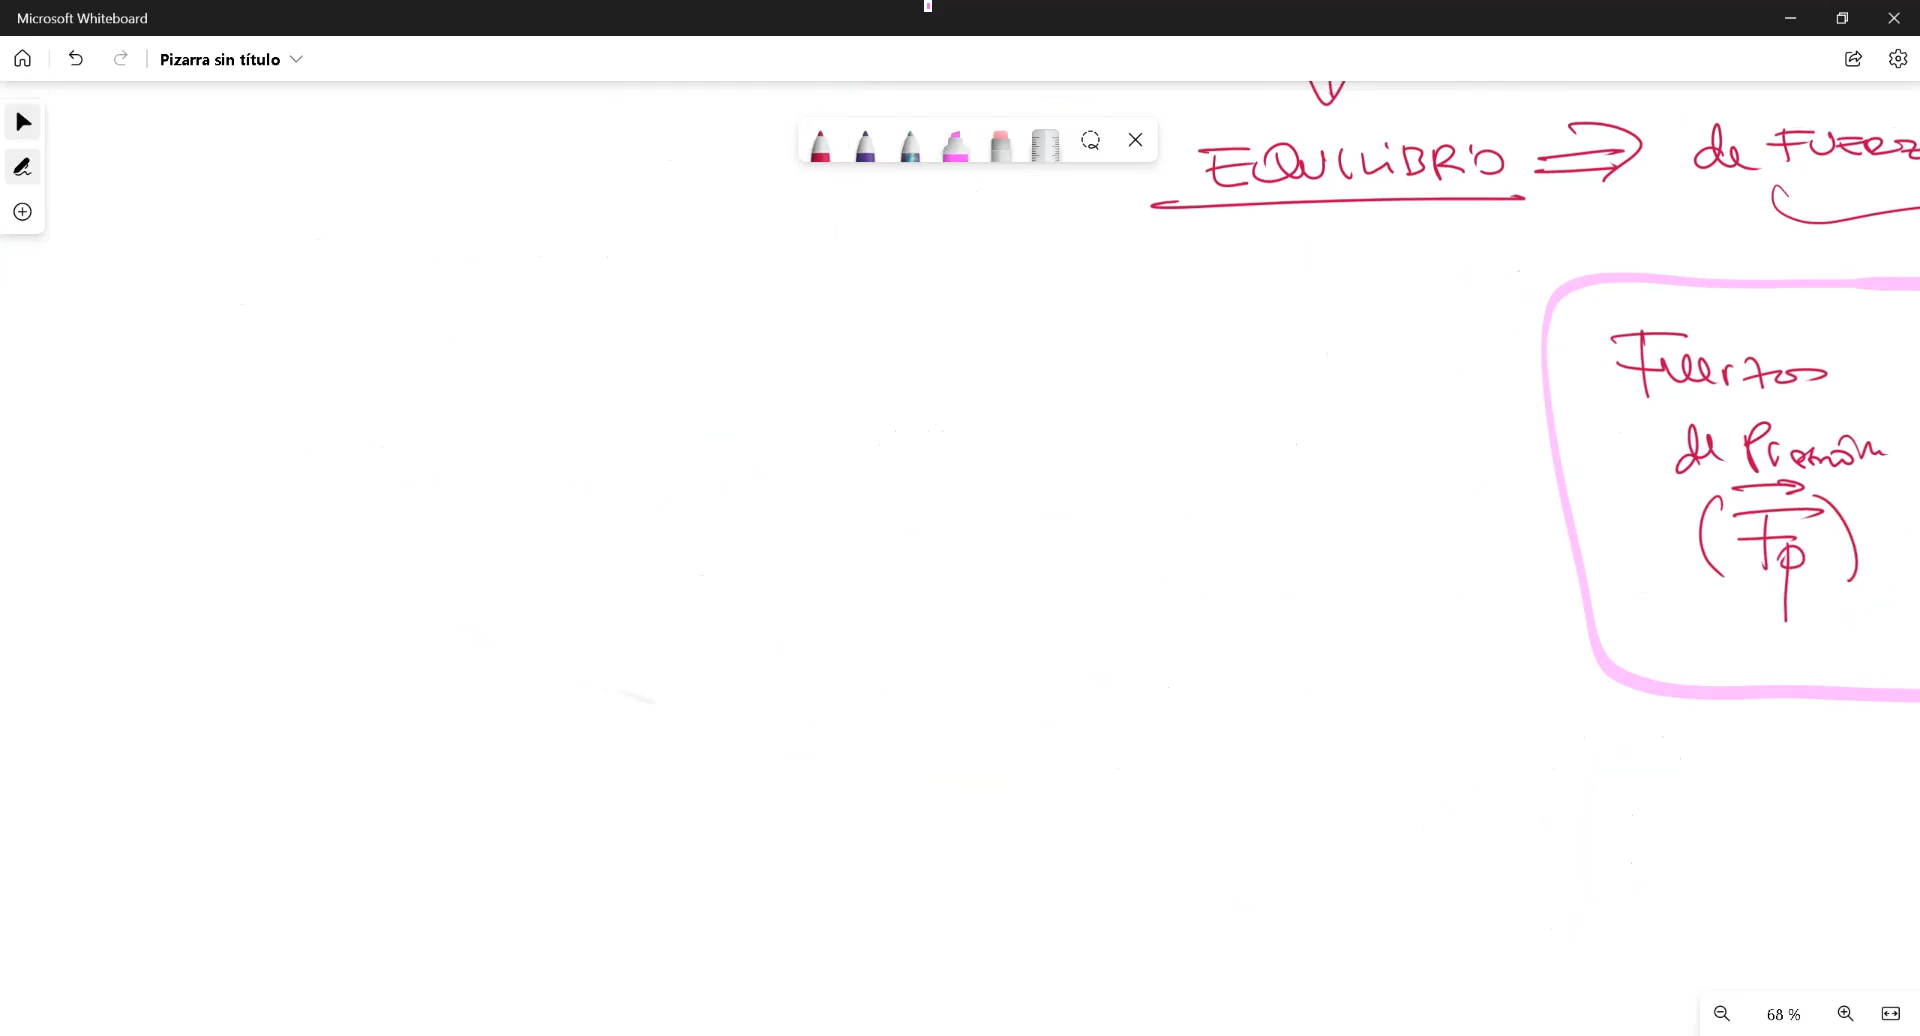 Microsoft Whiteboard
Pizarra sin título
EQUILIBRIO ⇒ de FUERZ
Fuerzas
de Presión
(Fp)
68 %